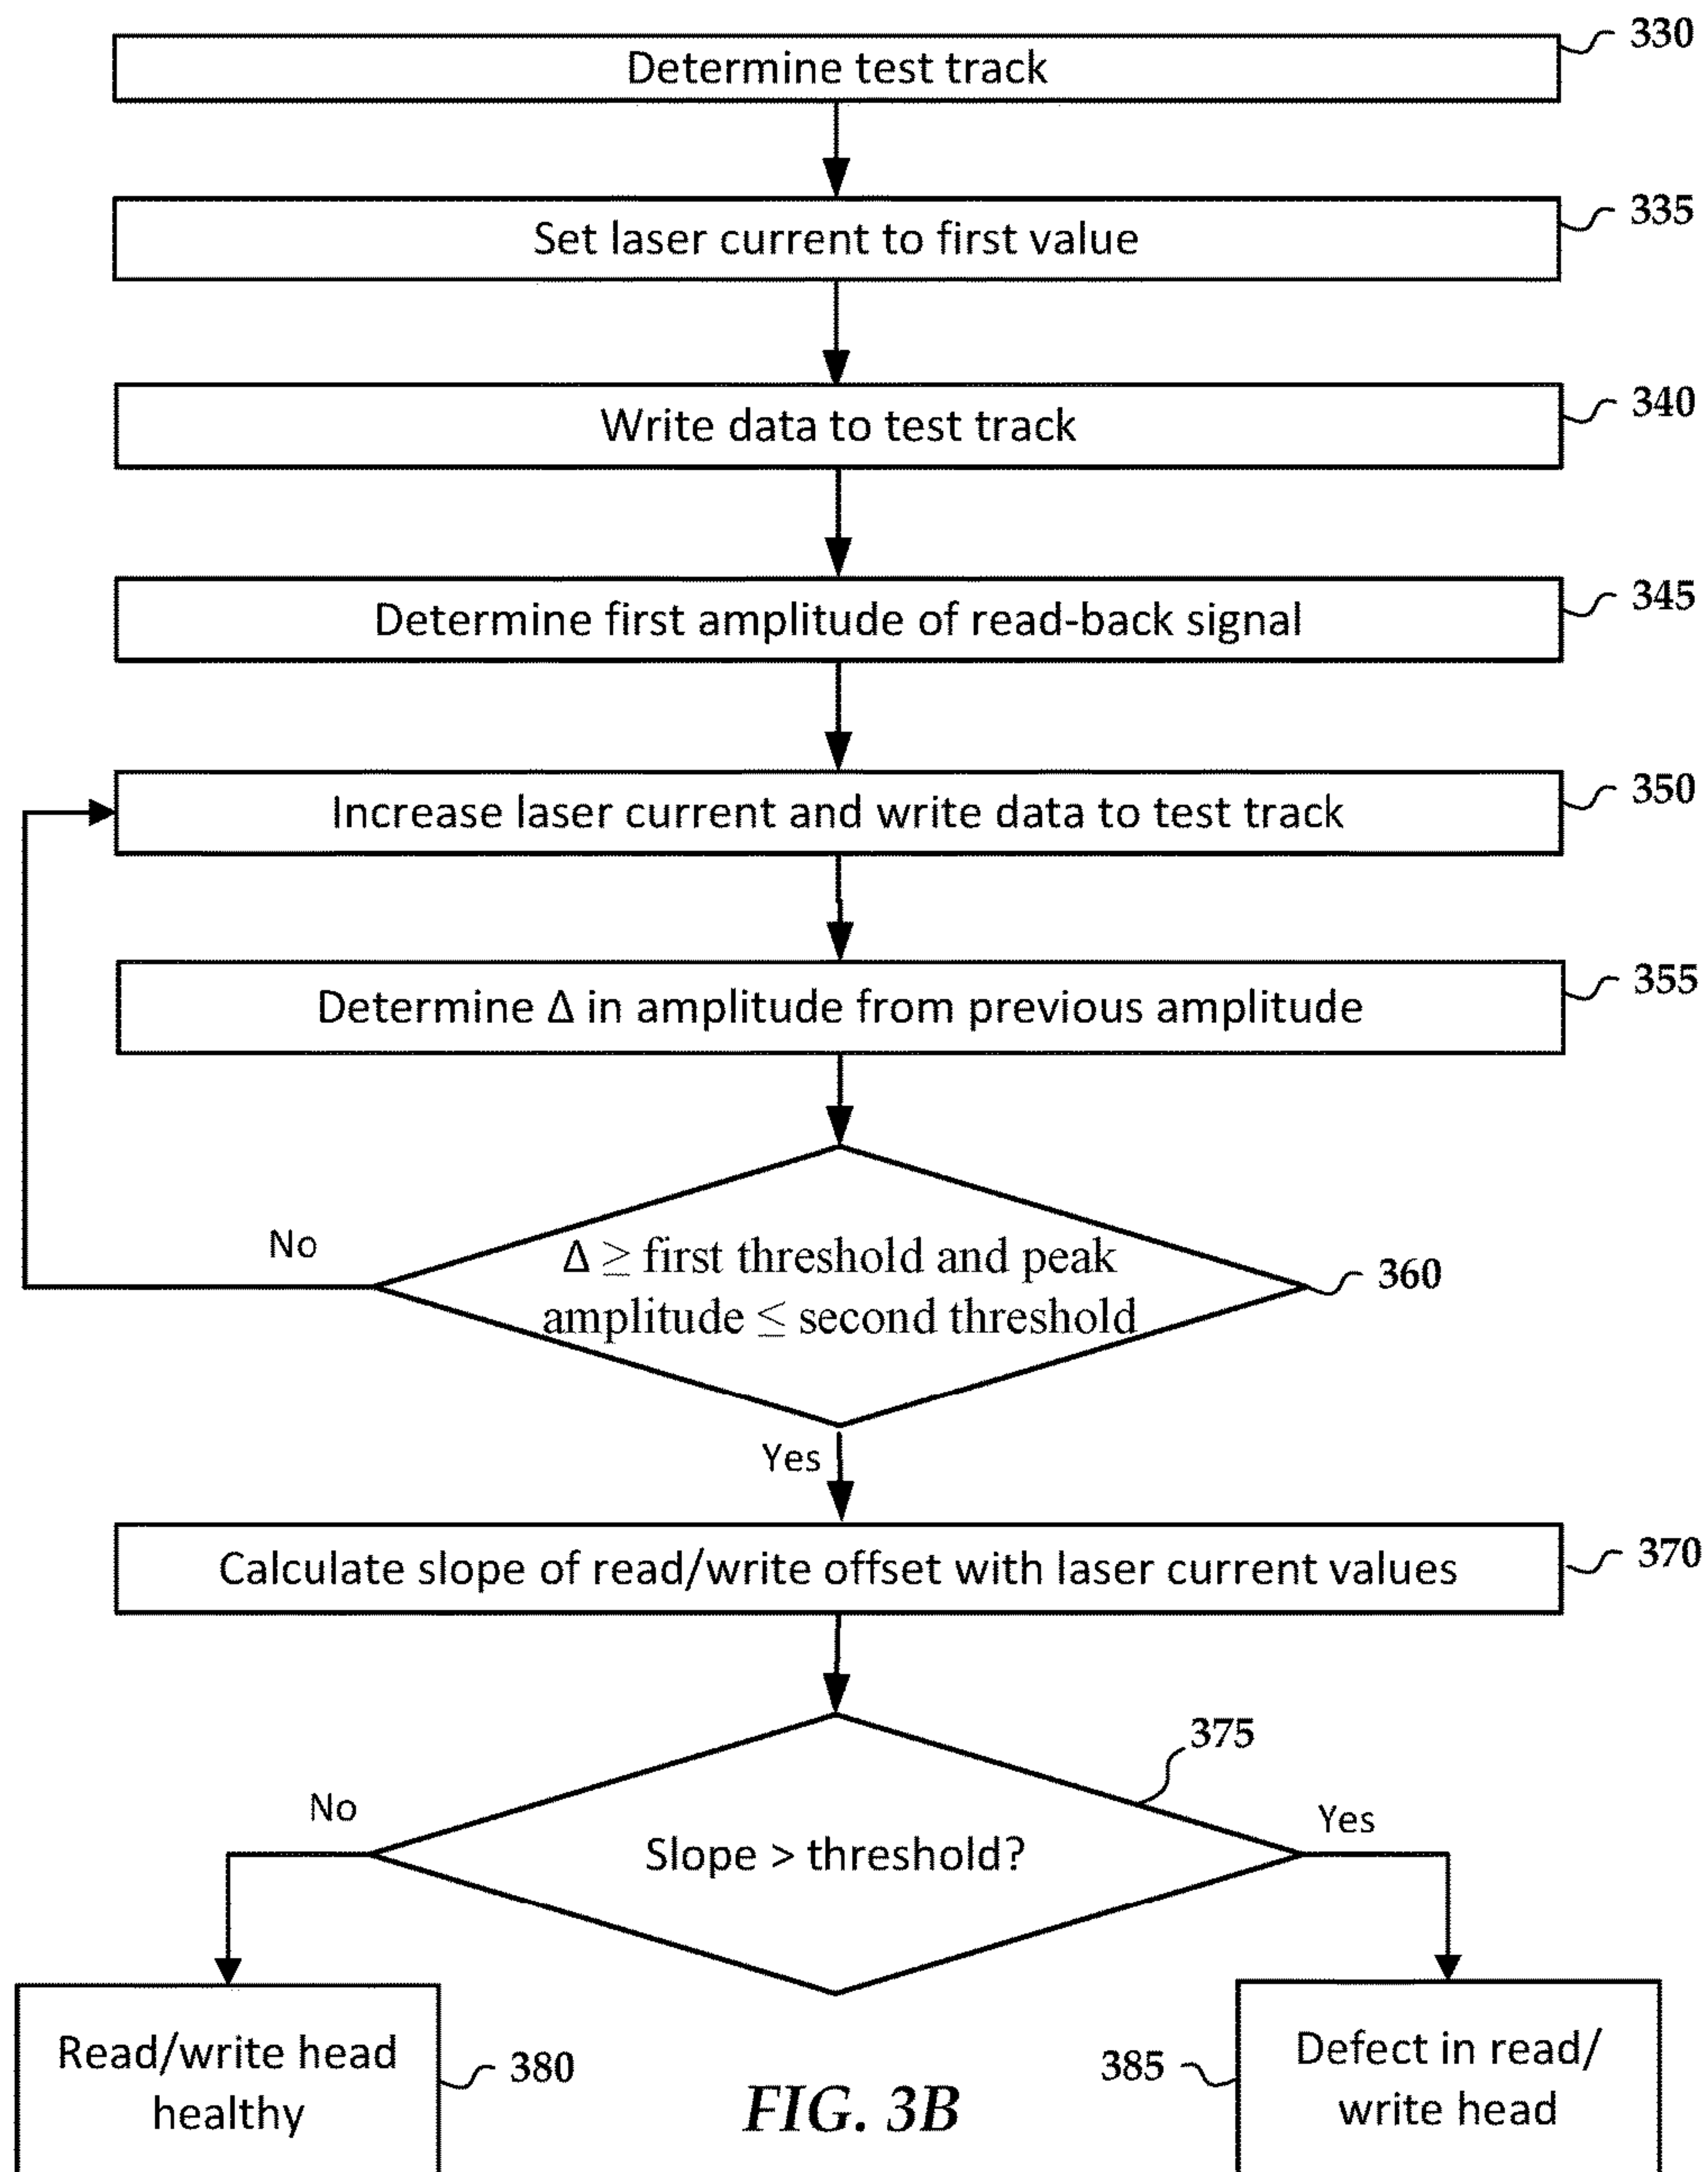 330
Determine test track
335
Set laser current to first value
340
Write data to test track
345
Determine first amplitude of read-back signal
350
Increase laser current and write data to test track
355
Determine Δ in amplitude from previous amplitude
No
Δ ≥ first threshold and peak
amplitude ≤ second threshold
360
Yes
370
Calculate slope of read/write offset with laser current values
375
No
Yes
Slope > threshold?
Read/write head
healthy
380
FIG. 3B
385
Defect in read/
write head